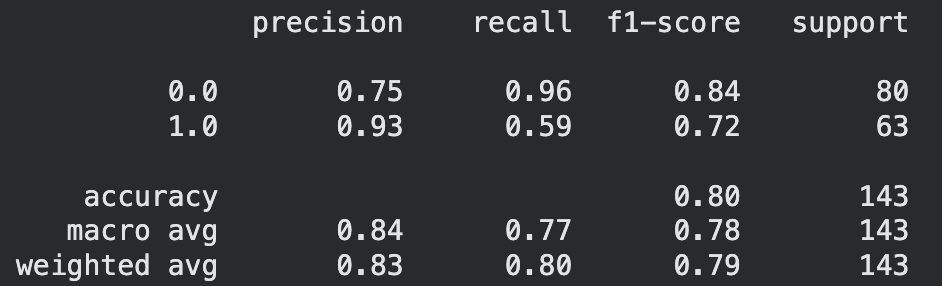 precision recall f1-score support
0.0 0.75 0.96 0.84 80
1.0 0.93 0.59 0.72 63
accuracy 0.80 143
macro avg 0.84 0.77 0.78 143
weighted avg 0.83 0.80 0.79 143